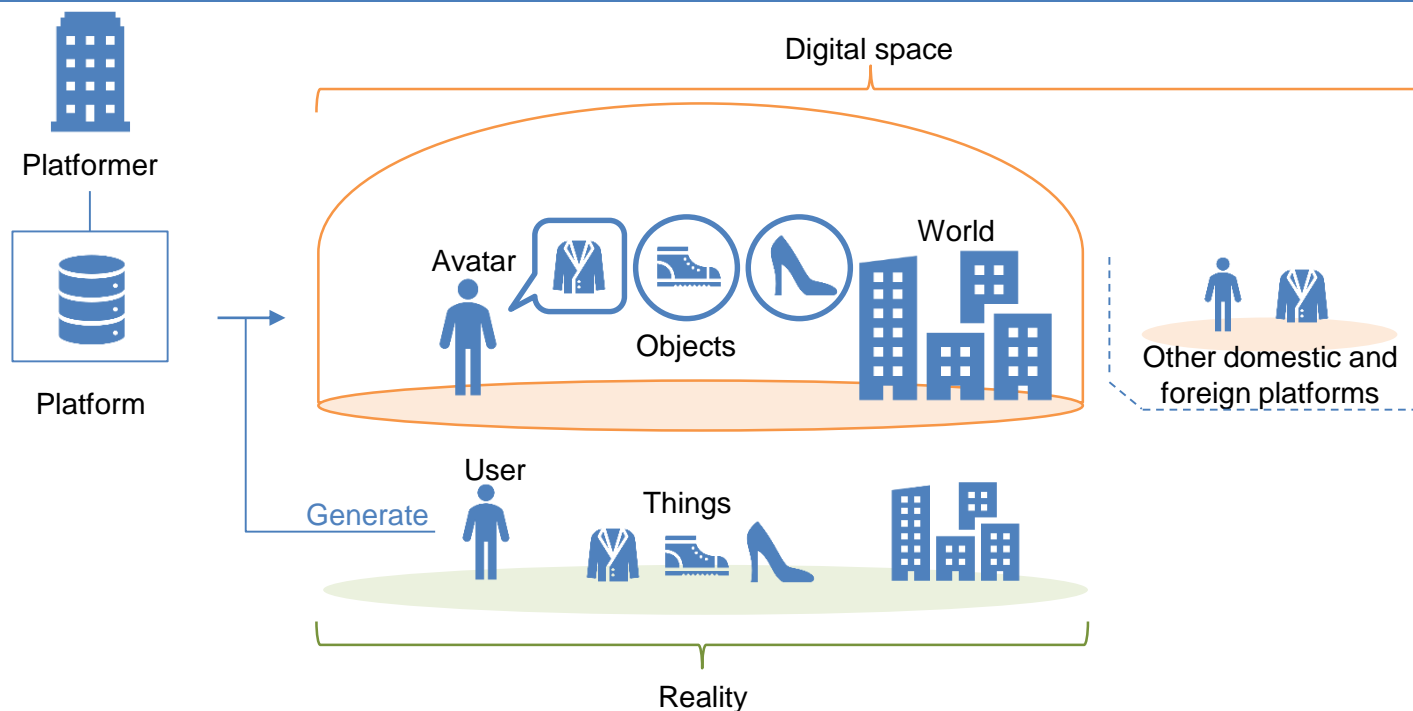 Digital space
Platformer
World
Avatar
Objects
Other domestic and
foreign platforms
Platform
User
Things
Generate
Reality